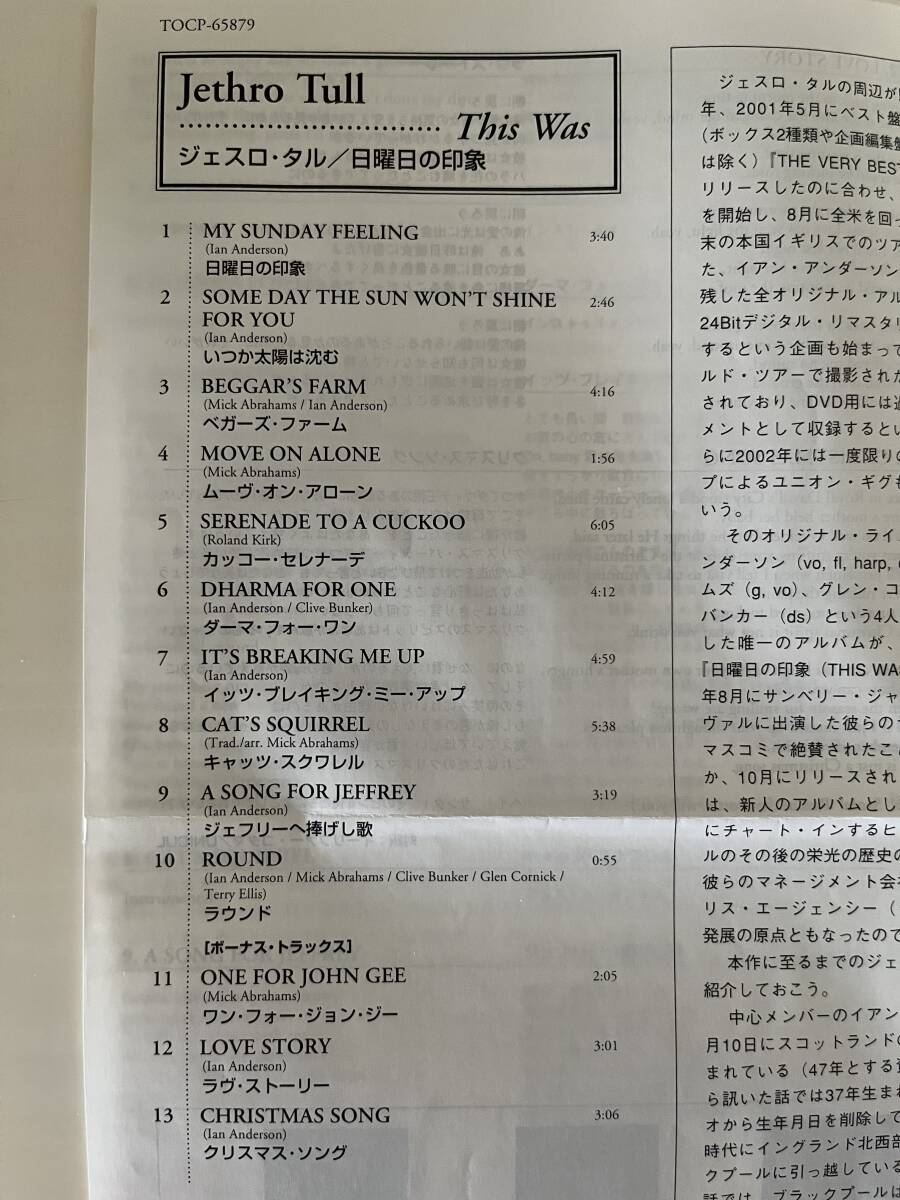 TOCP-65879
Jethro Tull
This Was
ジェスロ・タル／日曜日の印象
1 MY SUNDAY FEELING 3:40
(Ian Anderson)
日曜日の印象
2 SOME DAY THE SUN WON'T SHINE 2:46
FOR YOU
(Ian Anderson)
いつか太陽は沈む
3 BEGGAR'S FARM 4:16
(Mick Abrahams / Ian Anderson)
ベガーズ・ファーム
4 MOVE ON ALONE 1:56
(Mick Abrahams)
ムーヴ・オン・アローン
5 SERENADE TO A CUCKOO 6:05
(Roland Kirk)
カッコー・セレナーデ
6 DHARMA FOR ONE 4:12
(Ian Anderson / Clive Bunker)
ダーマ・フォー・ワン
7 IT'S BREAKING ME UP 4:59
(Ian Anderson)
イッツ・ブレイキング・ミー・アップ
8 CAT'S SQUIRREL 5:38
(Trad./arr. Mick Abrahams)
キャッツ・スクワレル
9 A SONG FOR JEFFREY 3:19
(Ian Anderson)
ジェフリーへ捧げし歌
10 ROUND 0:55
(Ian Anderson / Mick Abrahams / Clive Bunker / Glen Cornick /
Terry Ellis)
ラウンド
[ボーナス・トラックス]
11 ONE FOR JOHN GEE 2:05
(Mick Abrahams)
ワン・フォー・ジョン・ジー
12 LOVE STORY 3:01
(Ian Anderson)
ラヴ・ストーリー
13 CHRISTMAS SONG 3:06
(Ian Anderson)
クリスマス・ソング
ジェスロ・タルの周辺が
年、2001年5月にベスト盤
(ボックス2種類や企画編集盤
は除く)『THE VERY BEST
リリースしたのに合わせ、
を開始し、8月に全米を回っ
末の本国イギリスでのツア
た、イアン・アンダーソン
残した全オリジナル・アル
24Bitデジタル・リマスタリ
するという企画も始まって
ルド・ツアーで撮影された
されており、DVD用には過
メントとして収録するとい
らに2002年には一度限りの
プによるユニオン・ギグも
いう。
そのオリジナル・ライ
ンダーソン（vo, fl, harp,
ムズ（g, vo）、グレン・コ
バンカー（ds）という4人
した唯一のアルバムが、
『日曜日の印象（THIS WAS
年8月にサンベリー・ジャ
ヴァルに出演した彼らの
マスコミで絶賛されたこ
か、10月にリリースされ
は、新人のアルバムとし
にチャート・インするヒ
ルのその後の栄光の歴史の
彼らのマネージメント会社
リス・エージェンシー（
発展の原点ともなったので
本作に至るまでのジェ
紹介しておこう。
中心メンバーのイアン
月10日にスコットランドの
まれている（47年とする資
ら訊いた話では37年生まれ
オから生年月日を削除して
時代にイングランド北西部
クプールに引っ越している
話では、ブラックプールは